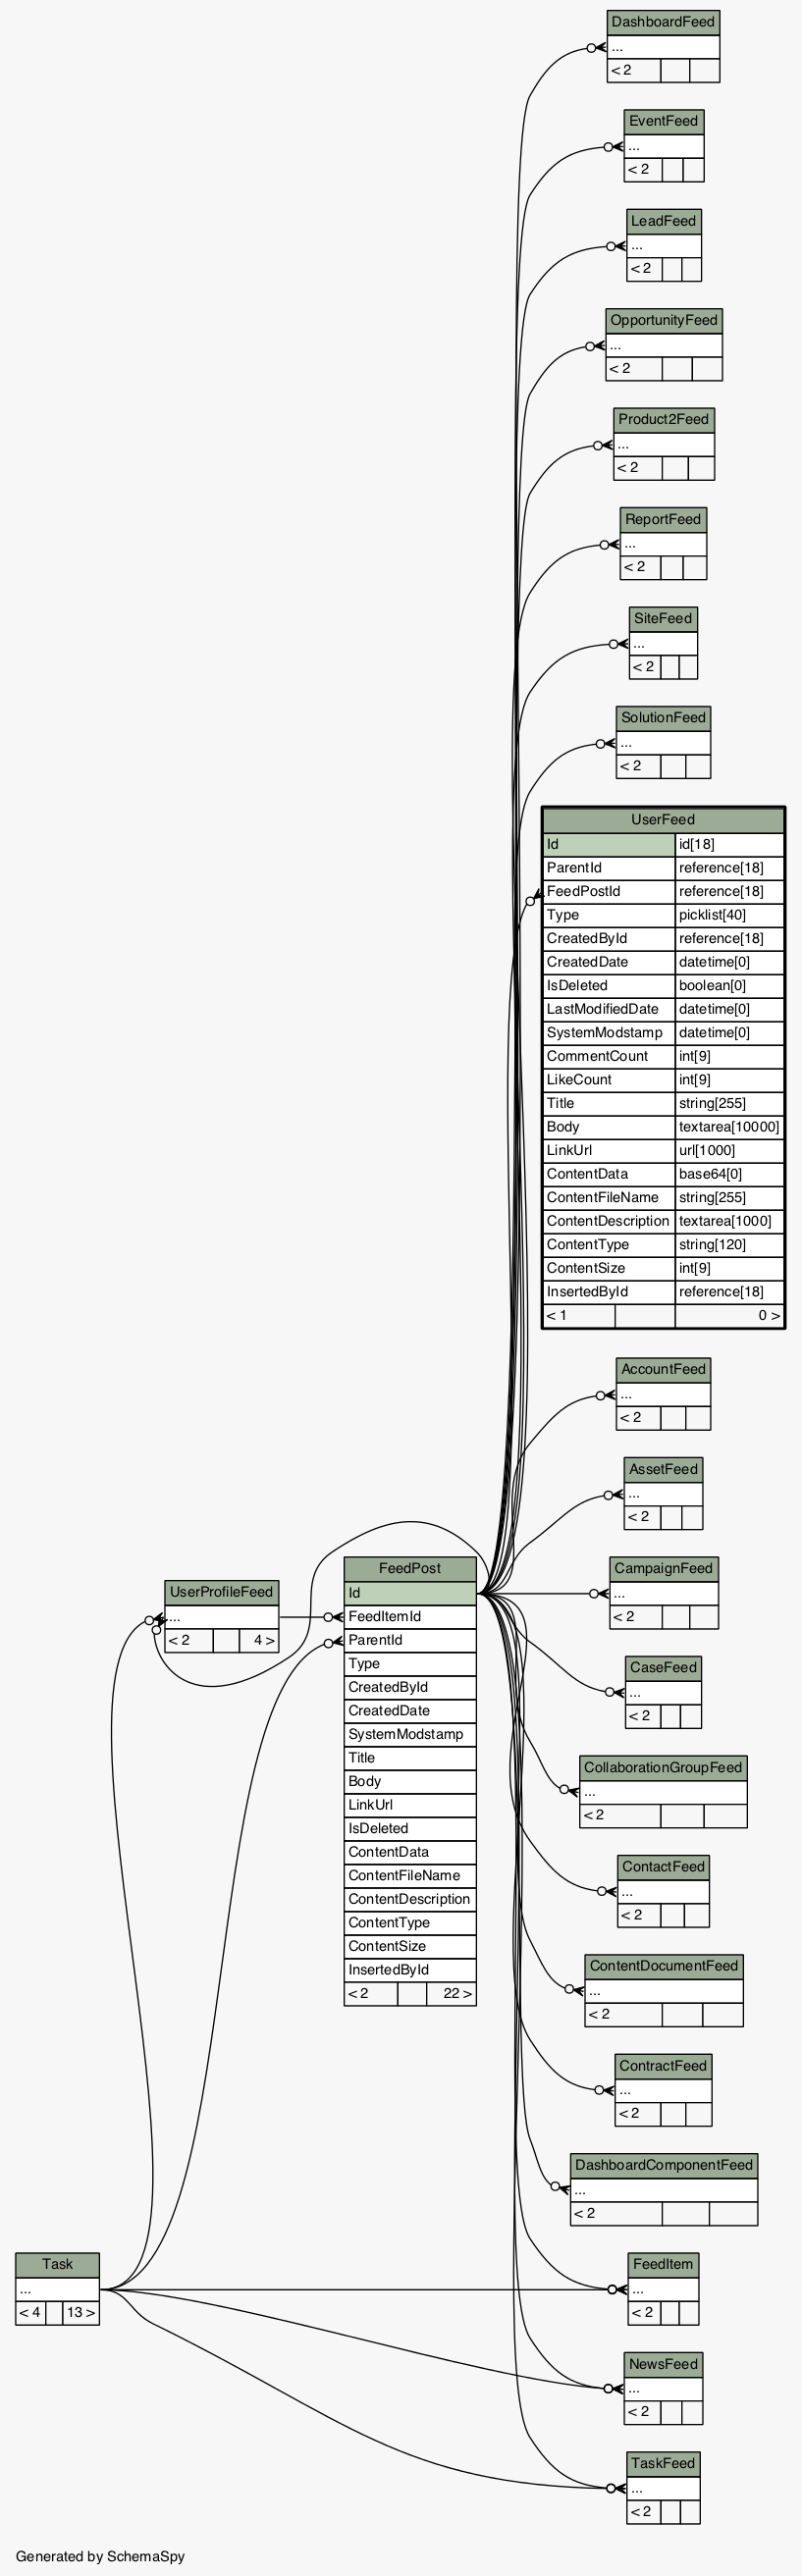 DashboardFeed
...
< 2
EventFeed
...
< 2
LeadFeed
...
< 2
OpportunityFeed
...
< 2
Product2Feed
...
< 2
ReportFeed
...
< 2
SiteFeed
...
< 2
SolutionFeed
...
< 2
UserFeed
Id id[18]
ParentId reference[18]
FeedPostId reference[18]
Type picklist[40]
CreatedById reference[18]
CreatedDate datetime[0]
IsDeleted boolean[0]
LastModifiedDate datetime[0]
SystemModstamp datetime[0]
CommentCount int[9]
LikeCount int[9]
Title string[255]
Body textarea[10000]
LinkUrl url[1000]
ContentData base64[0]
ContentFileName string[255]
ContentDescription textarea[1000]
ContentType string[120]
ContentSize int[9]
InsertedById reference[18]
< 1 0 >
AccountFeed
...
< 2
AssetFeed
...
< 2
UserProfileFeed
...
< 2 4 >
FeedPost
Id
FeedItemId
ParentId
Type
CreatedById
CreatedDate
SystemModstamp
Title
Body
LinkUrl
IsDeleted
ContentData
ContentFileName
ContentDescription
ContentType
ContentSize
InsertedById
< 2 22 >
CampaignFeed
...
< 2
CaseFeed
...
< 2
CollaborationGroupFeed
...
< 2
ContactFeed
...
< 2
ContentDocumentFeed
...
< 2
ContractFeed
...
< 2
DashboardComponentFeed
...
< 2
Task
...
< 4 13 >
FeedItem
...
< 2
NewsFeed
...
< 2
TaskFeed
...
< 2
Generated by SchemaSpy